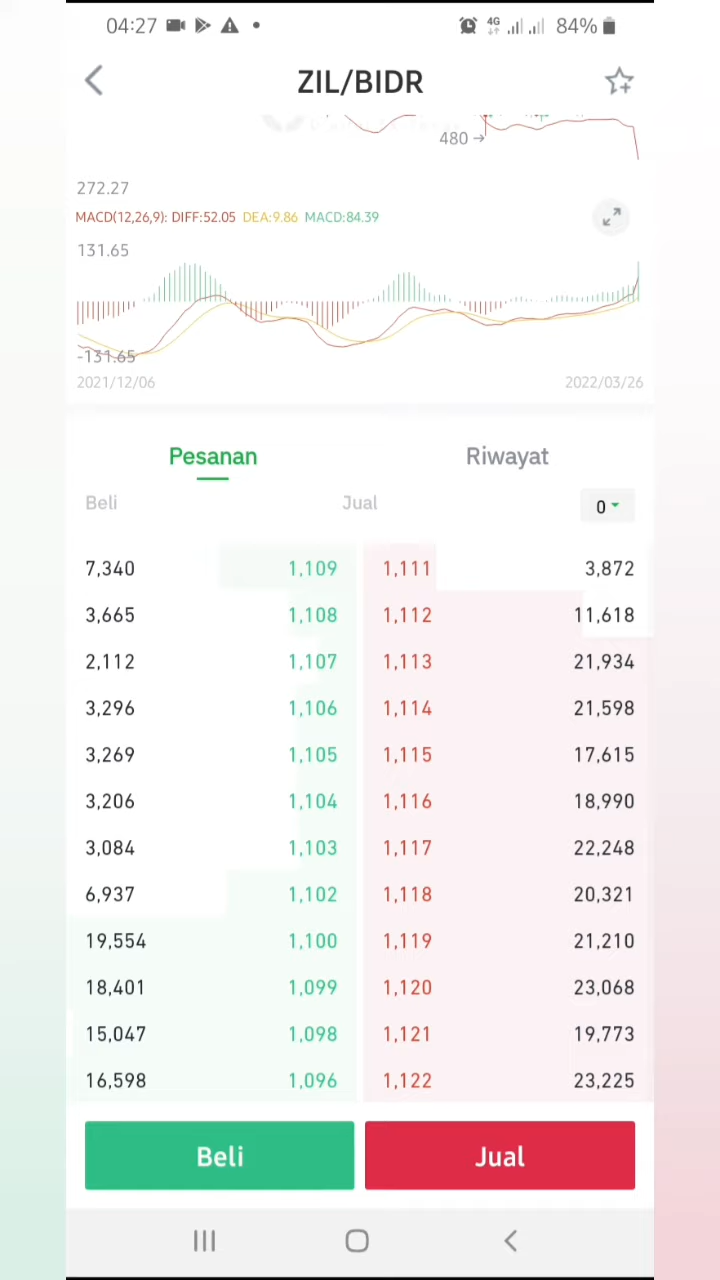 04:27 4G 84%
ZIL/BIDR
480
272.27
MACD(12,26,9): DIFF:52.05 DEA:9.86 MACD:84.39
131.65
-131.65
2021/12/06 2022/03/26
Pesanan Riwayat
Beli Jual 0
7,340 1,109 1,111 3,872
3,665 1,108 1,112 11,618
2,112 1,107 1,113 21,934
3,296 1,106 1,114 21,598
3,269 1,105 1,115 17,615
3,206 1,104 1,116 18,990
3,084 1,103 1,117 22,248
6,937 1,102 1,118 20,321
19,554 1,100 1,119 21,210
18,401 1,099 1,120 23,068
15,047 1,098 1,121 19,773
16,598 1,096 1,122 23,225
Beli Jual